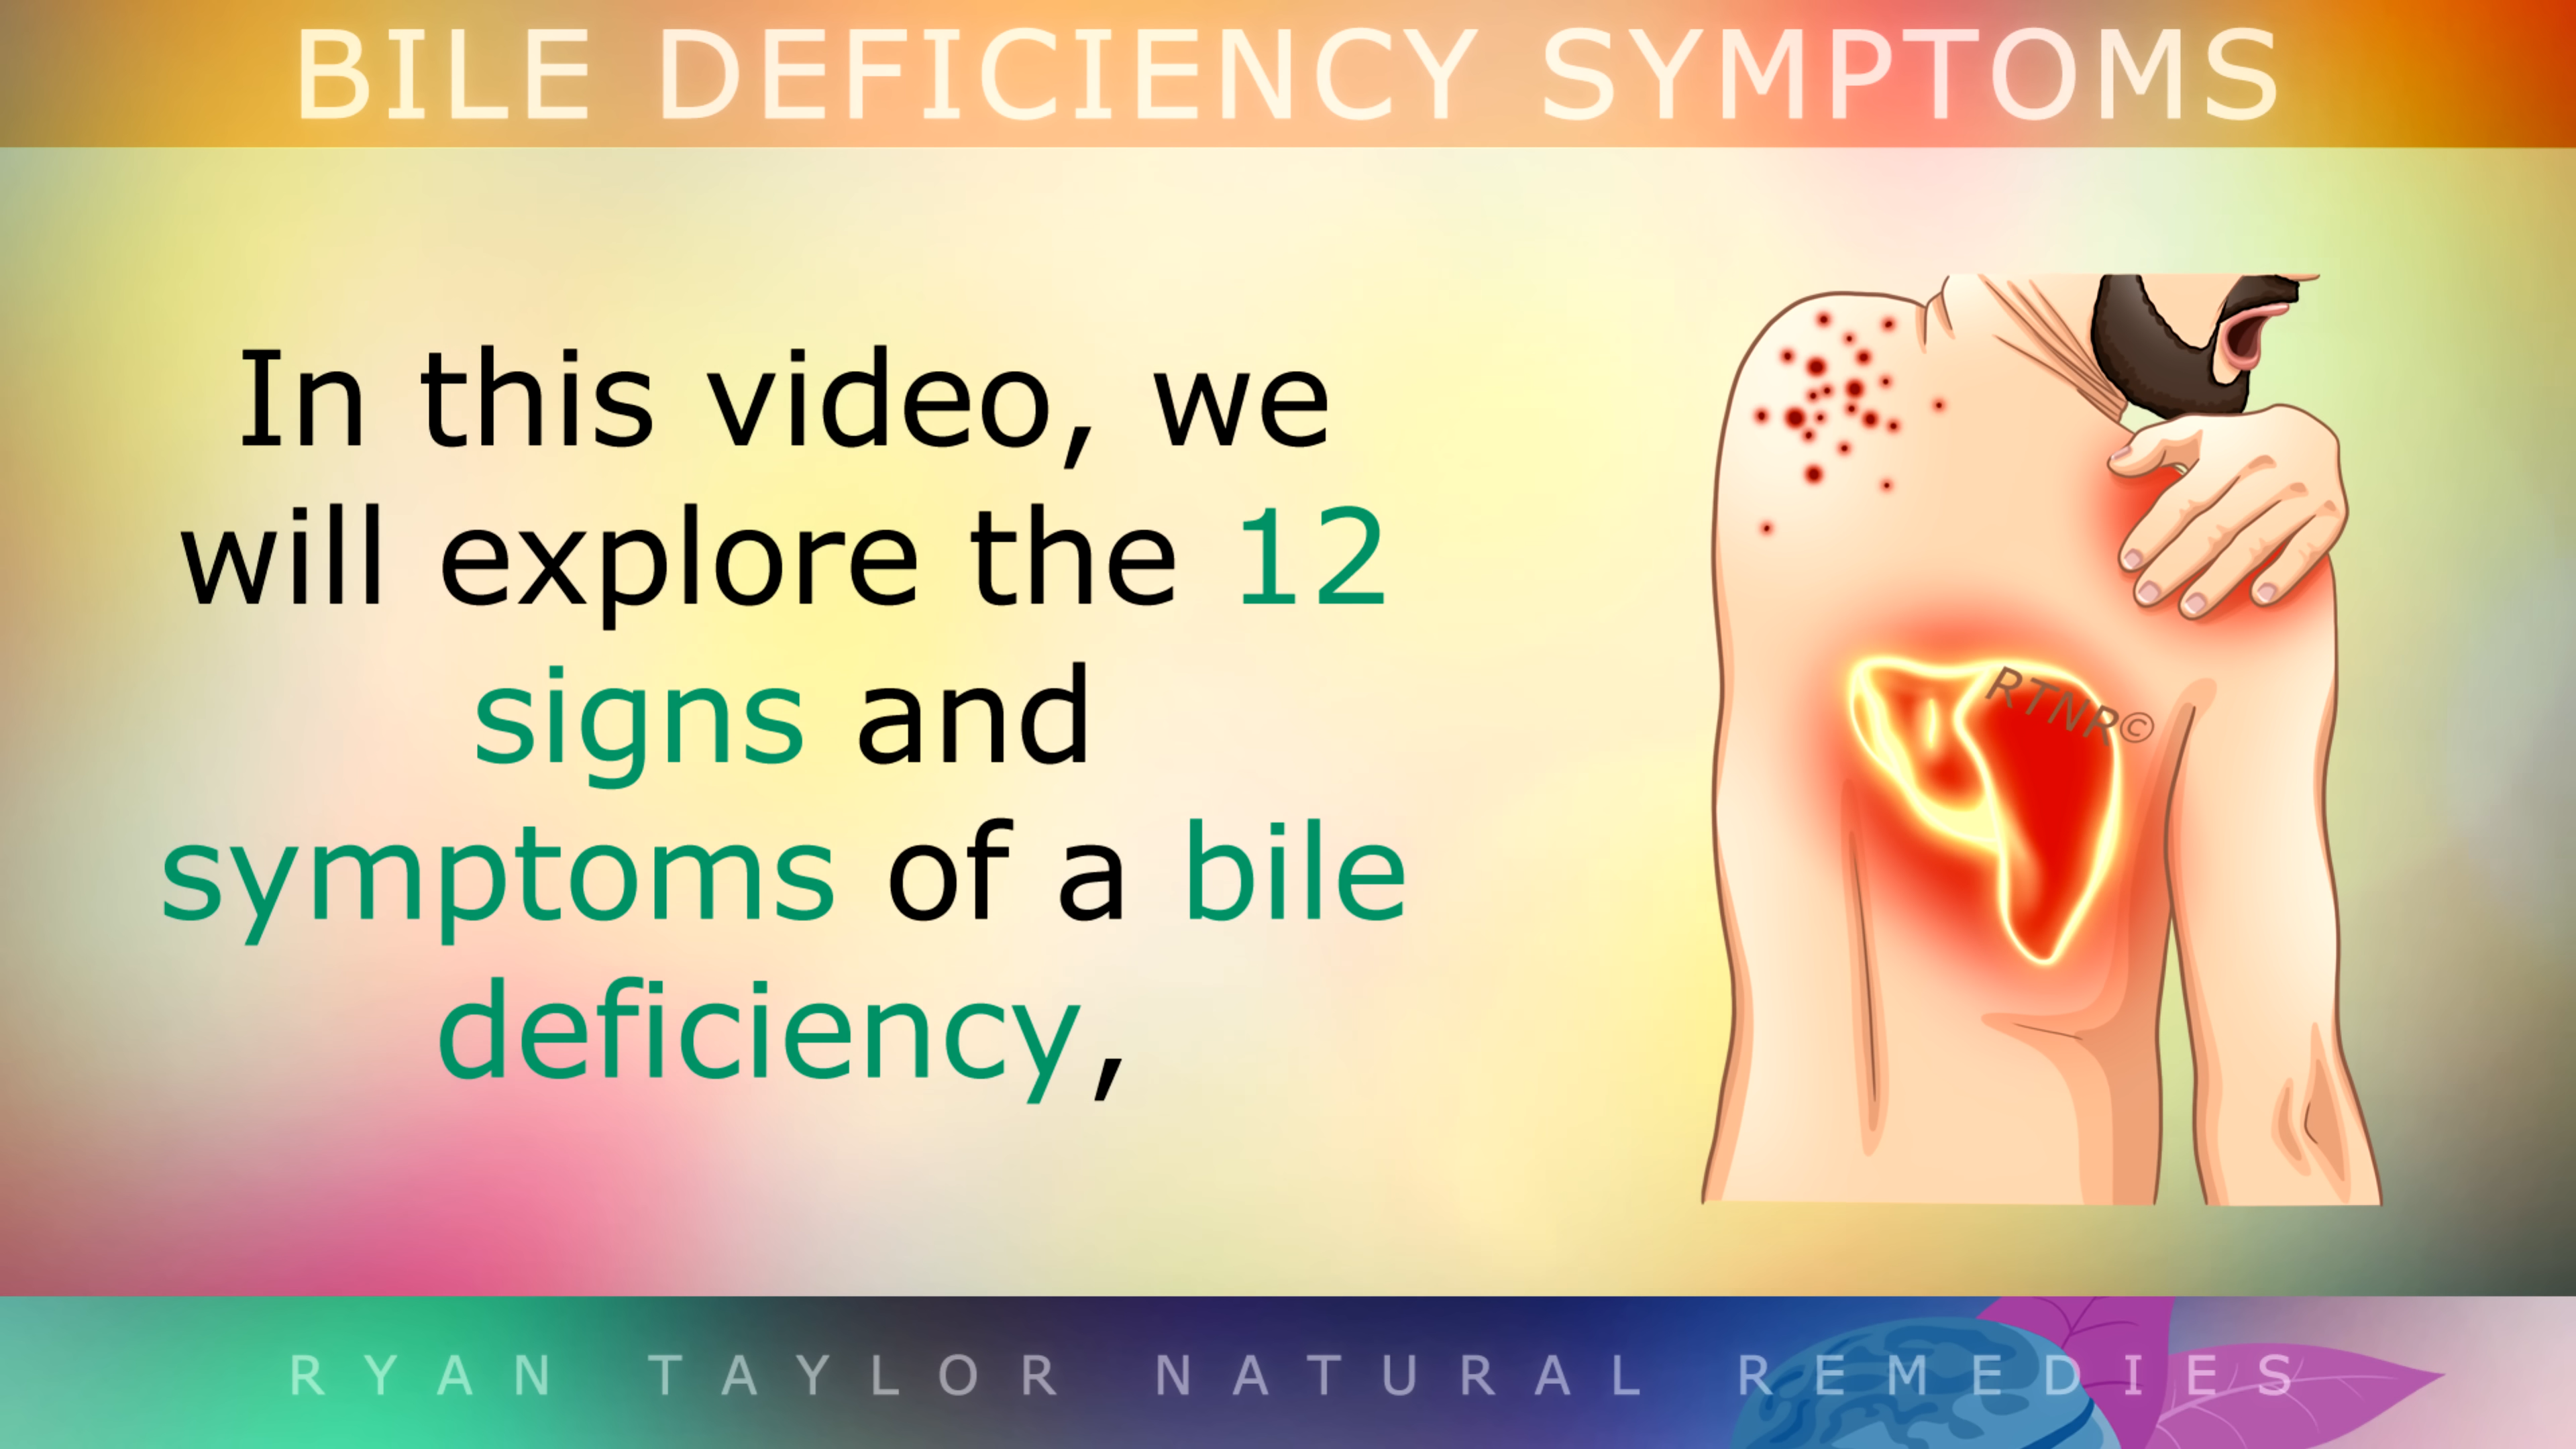 BILE DEFICIENCY SYMPTOMS
In this video, we
will explore the 12
signs and
symptoms of a bile
deficiency,
RTNR©
RYAN TAYLOR NATURAL REMEDIES